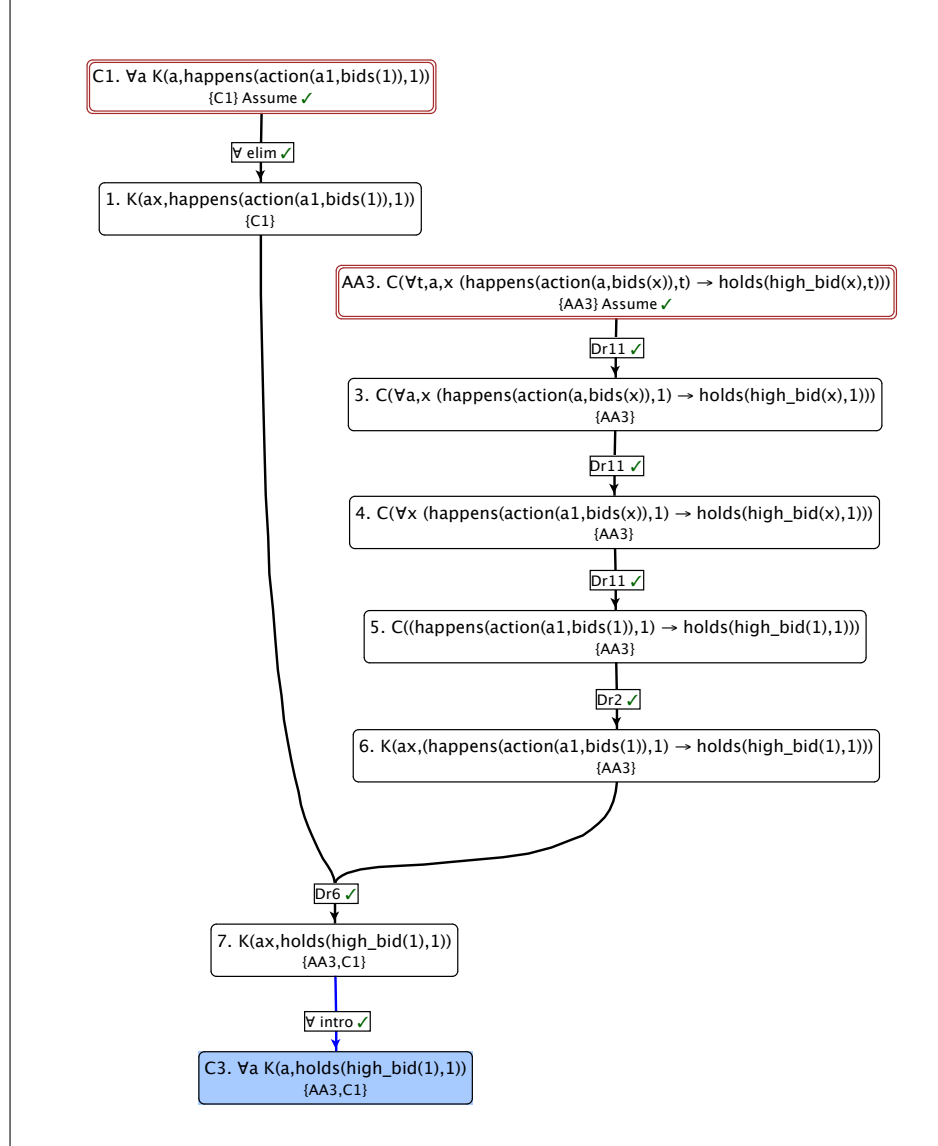 C1. ∀a K(a,happens(action(a1,bids(1)),1))
{C1} Assume ✓
∀ elim ✓
1. K(ax,happens(action(a1,bids(1)),1))
{C1}
AA3. C(∀t,a,x (happens(action(a,bids(x)),t) → holds(high_bid(x),t)))
{AA3} Assume ✓
Dr11 ✓
3. C(∀a,x (happens(action(a,bids(x)),1) → holds(high_bid(x),1)))
{AA3}
Dr11 ✓
4. C(∀x (happens(action(a1,bids(x)),1) → holds(high_bid(x),1)))
{AA3}
Dr11 ✓
5. C((happens(action(a1,bids(1)),1) → holds(high_bid(1),1)))
{AA3}
Dr2 ✓
6. K(ax,(happens(action(a1,bids(1)),1) → holds(high_bid(1),1)))
{AA3}
Dr6 ✓
7. K(ax,holds(high_bid(1),1))
{AA3,C1}
∀ intro ✓
C3. ∀a K(a,holds(high_bid(1),1))
{AA3,C1}